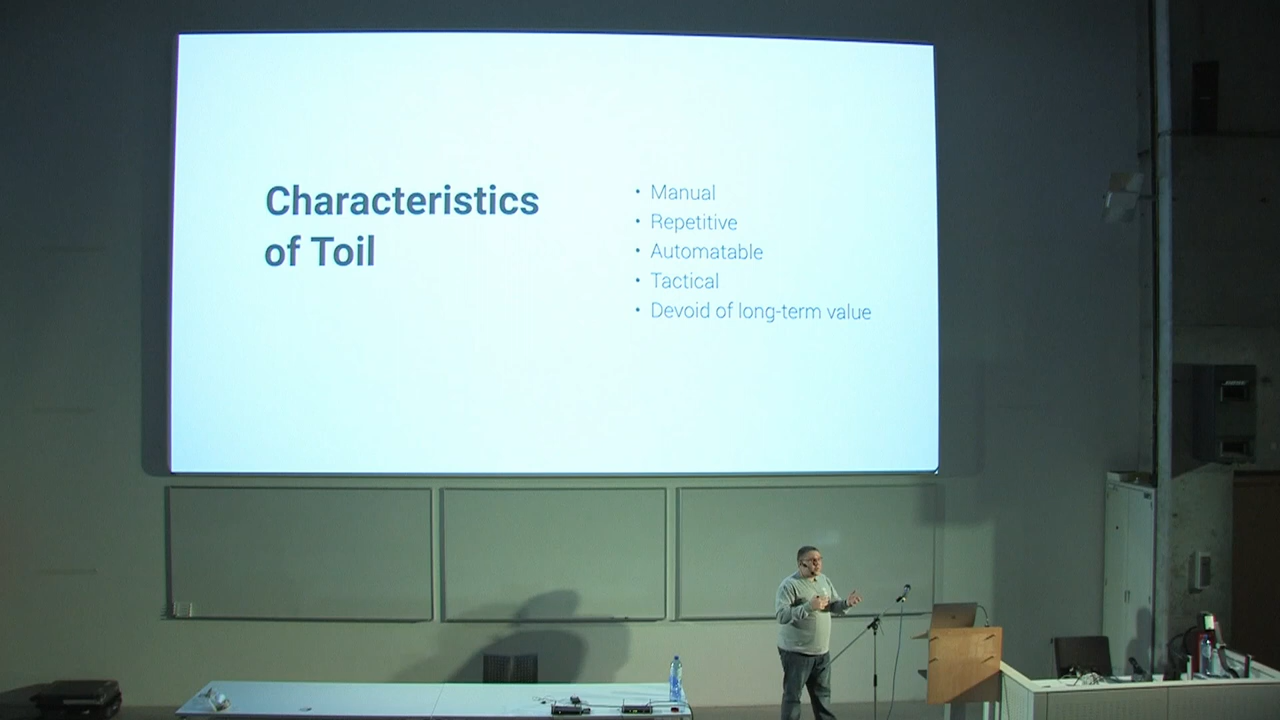 Characteristics
of Toil
• Manual
• Repetitive
• Automatable
• Tactical
• Devoid of long-term value